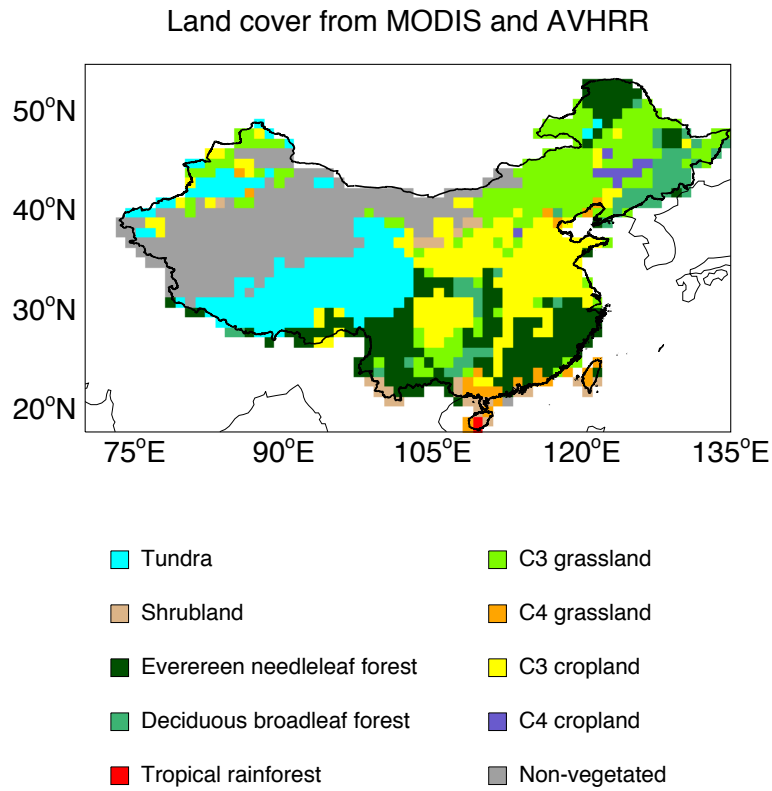 Land cover from MODIS and AVHRR
50°N
40°N
30°N
20°N
75°E 90°E 105°E 120°E 135°E
Tundra
C3 grassland
Shrubland
C4 grassland
Everereen needleleaf forest
C3 cropland
Deciduous broadleaf forest
C4 cropland
Tropical rainforest
Non-vegetated